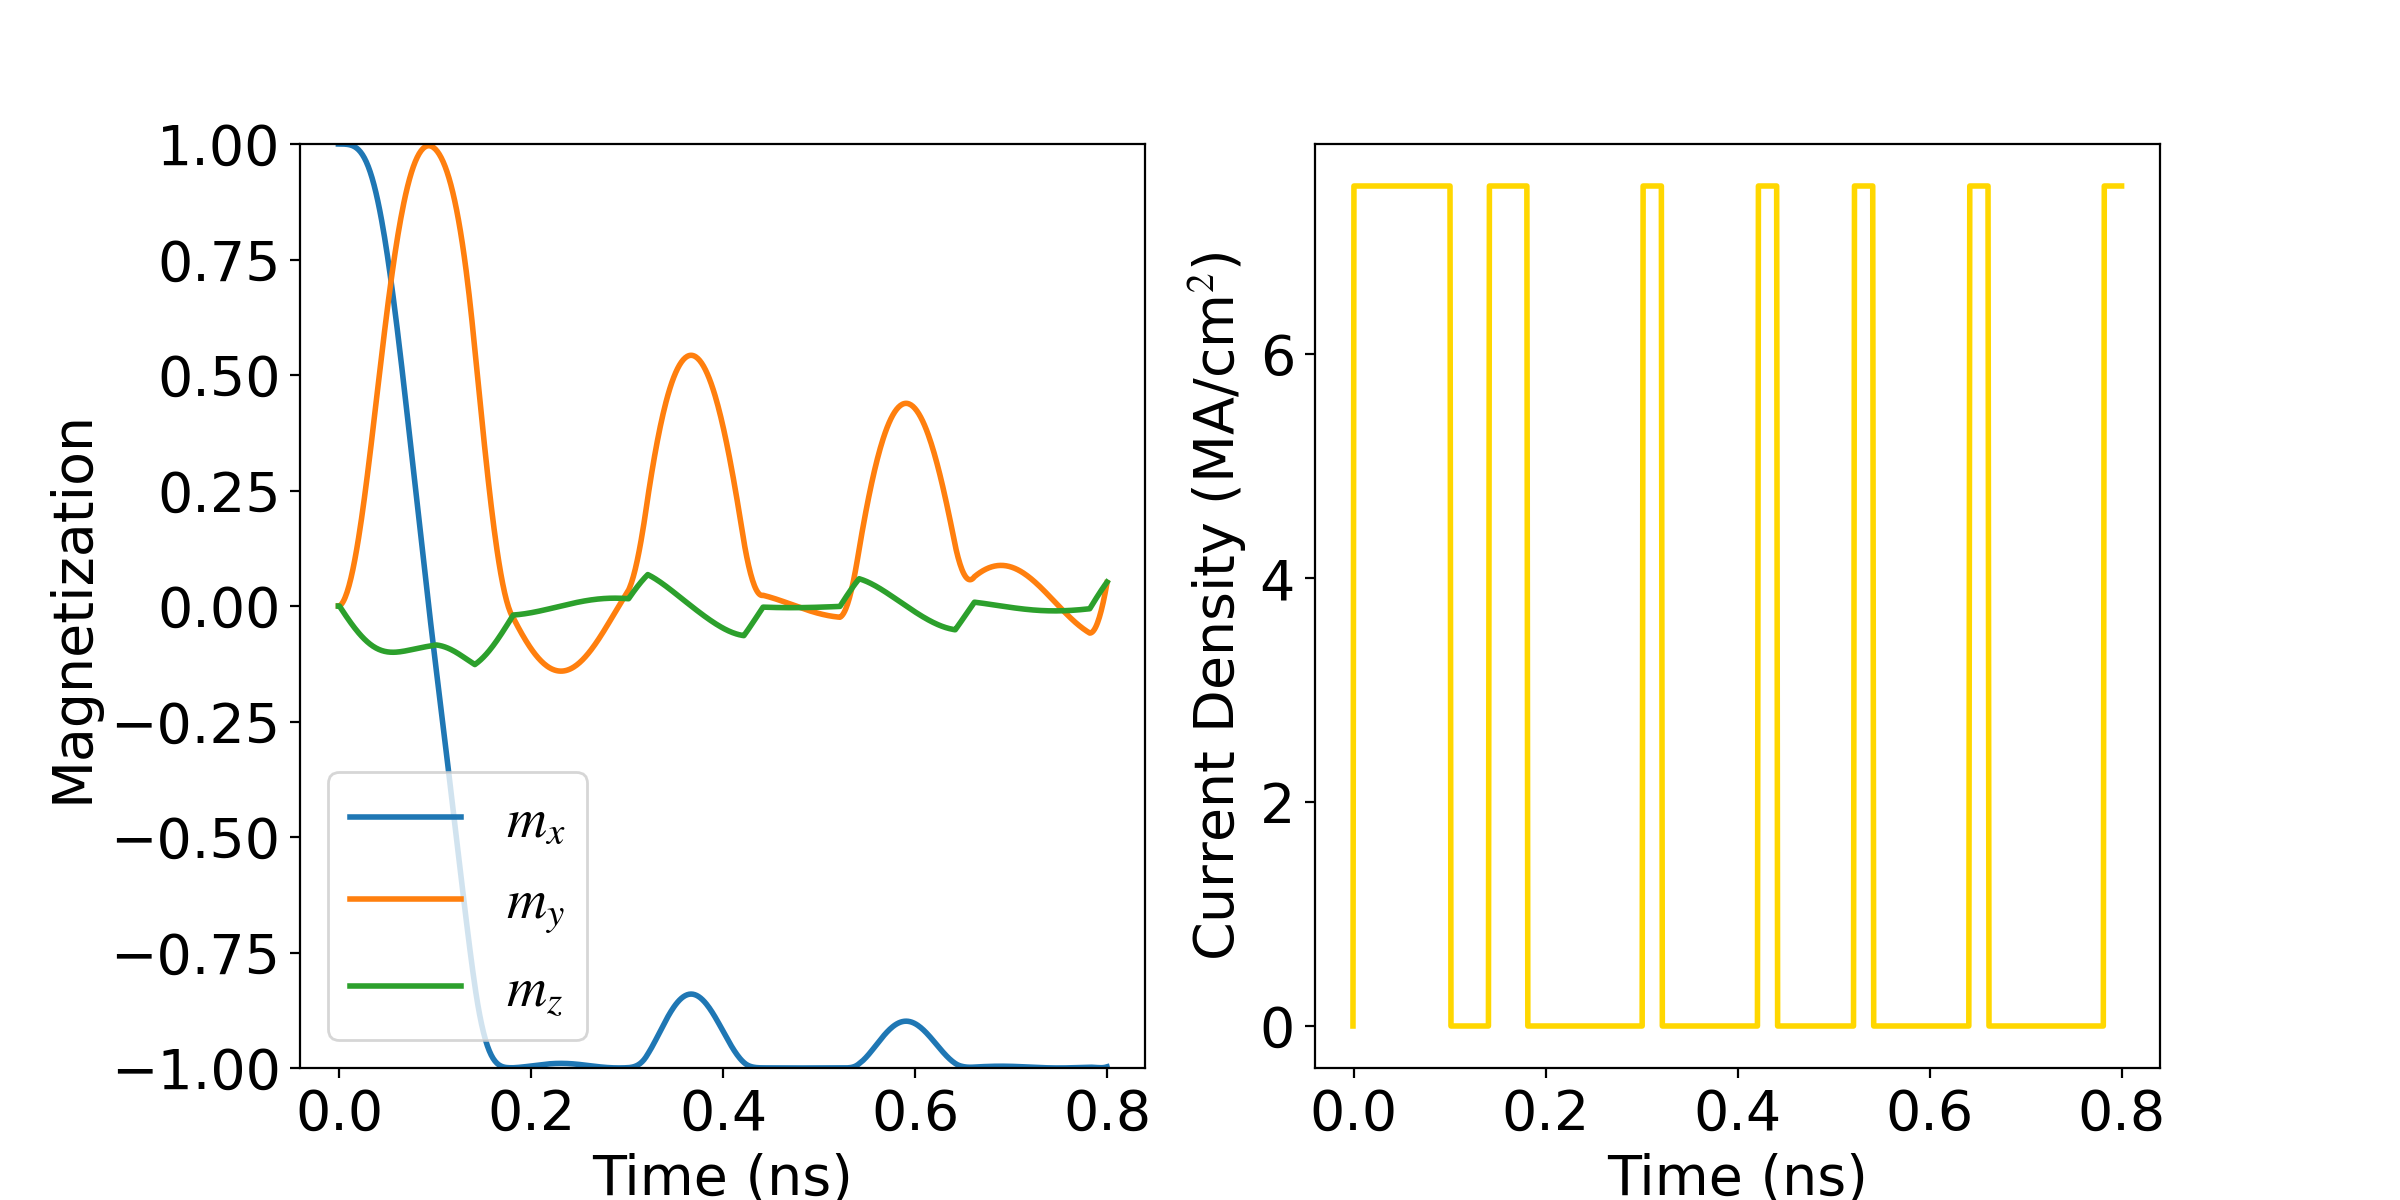 1.00
0.75
0.50
0.25
0.00
−0.25
−0.50
−0.75
−1.00
Magnetization
m_x
m_y
m_z
0.0 0.2 0.4 0.6 0.8
Time (ns)
6
4
2
0
Current Density (MA/cm²)
0.0 0.2 0.4 0.6 0.8
Time (ns)